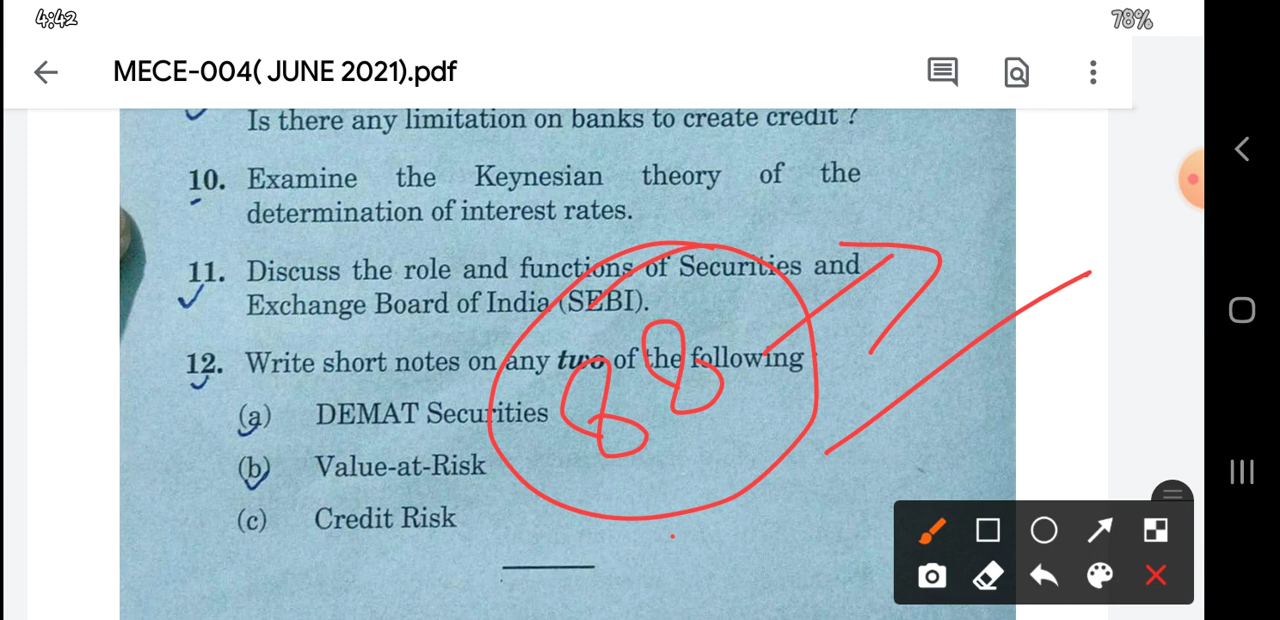 4:42
78%
MECE-004( JUNE 2021).pdf
Is there any limitation on banks to create credit ?
10. Examine the Keynesian theory of the
determination of interest rates.
11. Discuss the role and functions of Securities and
Exchange Board of India (SEBI).
12. Write short notes on any two of the following :
(a) DEMAT Securities
(b) Value-at-Risk
(c) Credit Risk
88